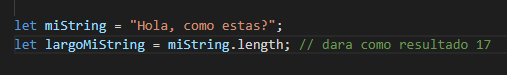 let miString = "Hola, como estas?";
let largoMiString = miString.length; // dara como resultado 17